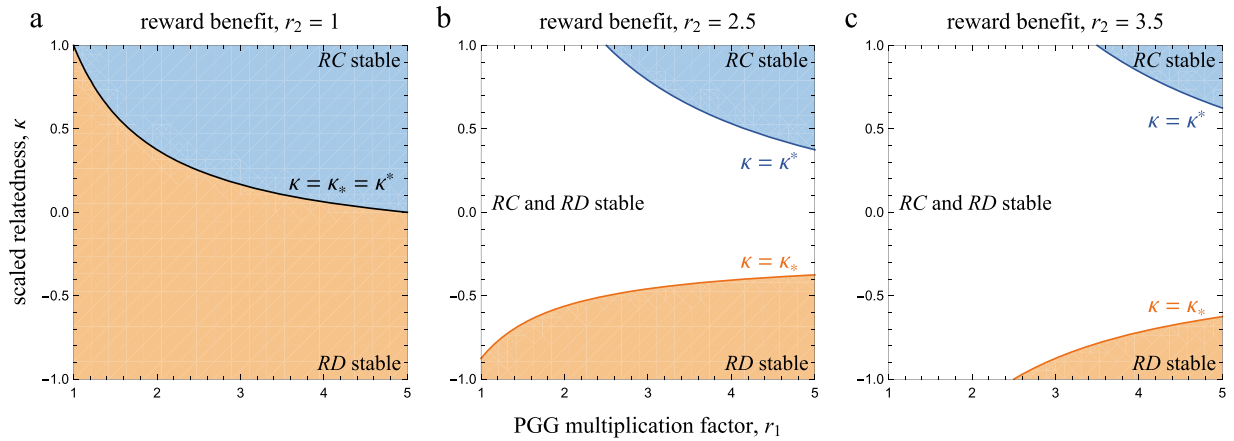 a
reward benefit, r₂ = 1
b
reward benefit, r₂ = 2.5
c
reward benefit, r₂ = 3.5
scaled relatedness, κ
1.0
0.5
0.0
−0.5
−1.0
RC stable
κ = κ* = κ*
RD stable
1 2 3 4 5
1.0
0.5
0.0
−0.5
−1.0
RC stable
κ = κ*
RC and RD stable
κ = κ*
RD stable
1 2 3 4 5
1.0
0.5
0.0
−0.5
−1.0
RC stable
κ = κ*
RC and RD stable
κ = κ*
RD stable
1 2 3 4 5
PGG multiplication factor, r₁